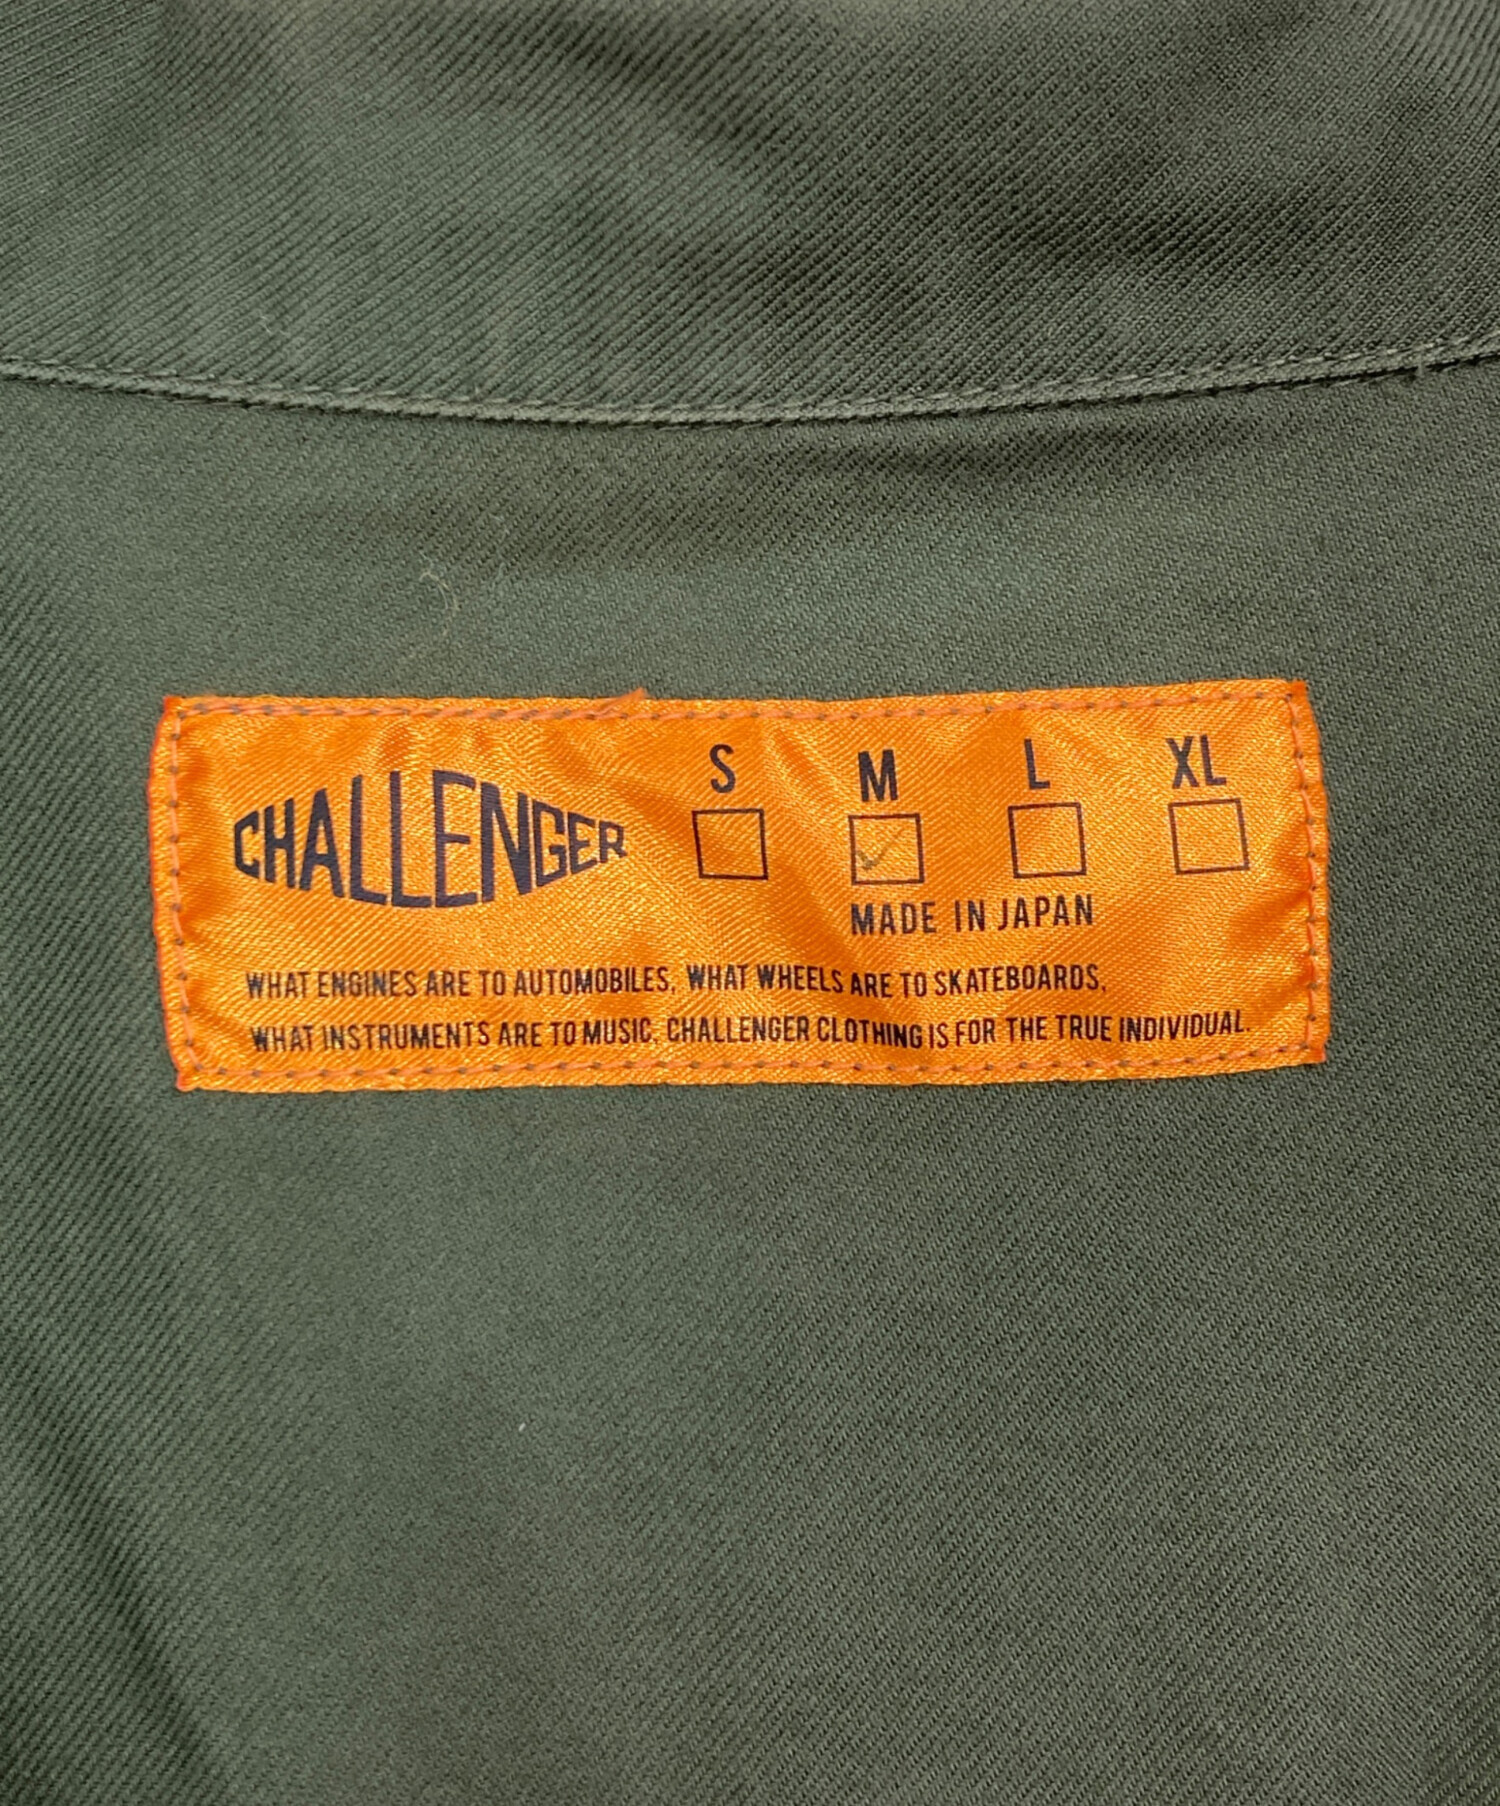 CHALLENGER
S M L XL
MADE IN JAPAN
WHAT ENGINES ARE TO AUTOMOBILES, WHAT WHEELS ARE TO SKATEBOARDS,
WHAT INSTRUMENTS ARE TO MUSIC, CHALLENGER CLOTHING IS FOR THE TRUE INDIVIDUAL.